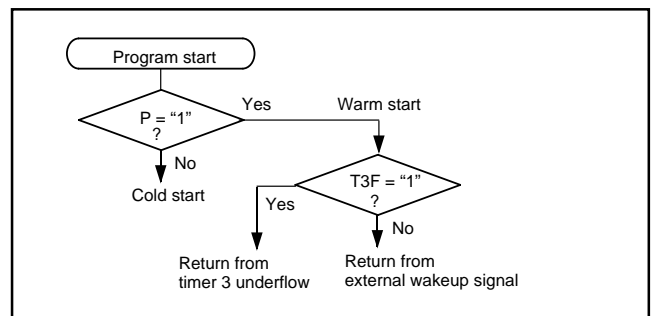 Program start
Yes
Warm start
P = “1”
?
No
Cold start
T3F = “1”
?
Yes
No
Return from
timer 3 underflow
Return from
external wakeup signal